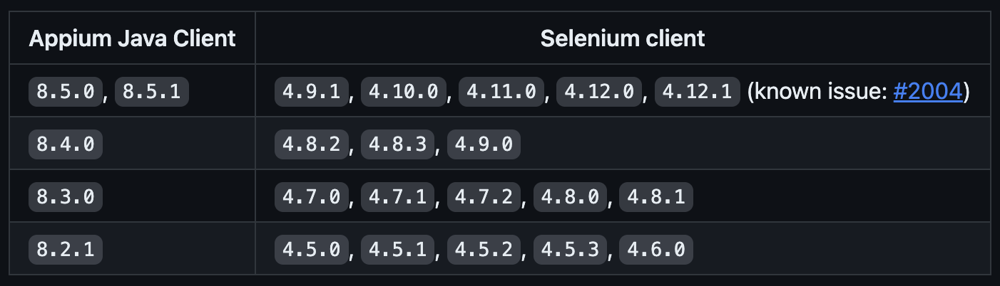 Appium Java Client Selenium client
8.5.0, 8.5.1 4.9.1, 4.10.0, 4.11.0, 4.12.0, 4.12.1 (known issue: #2004)
8.4.0 4.8.2, 4.8.3, 4.9.0
8.3.0 4.7.0, 4.7.1, 4.7.2, 4.8.0, 4.8.1
8.2.1 4.5.0, 4.5.1, 4.5.2, 4.5.3, 4.6.0